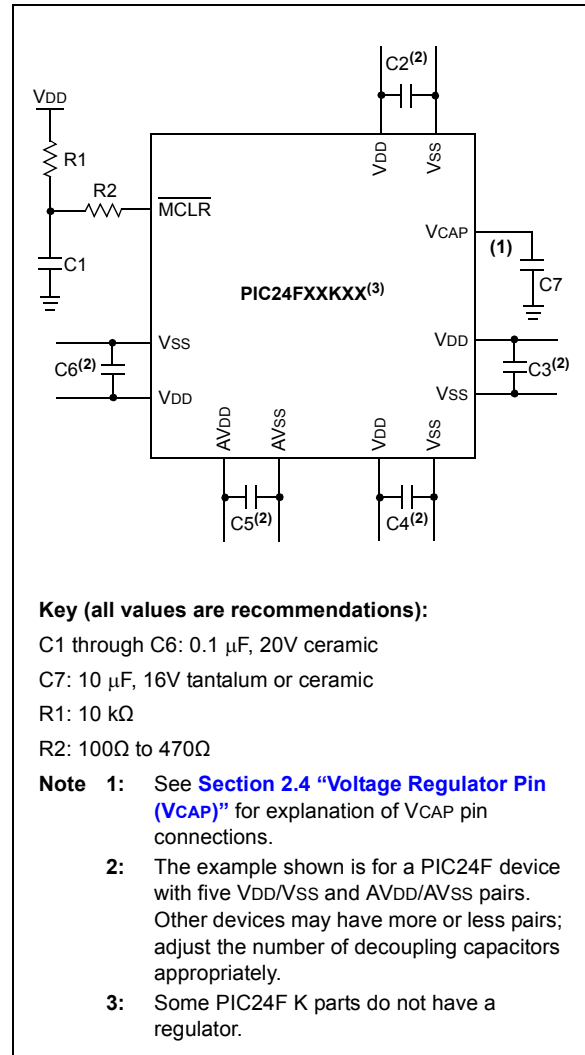 C2(2)
VDD
R1
R2
C1
MCLR
VDD
VSS
VCAP
(1)
C7
PIC24FXXKXX(3)
VSS
C6(2)
VDD
VDD
C3(2)
VSS
AVDD
AVSS
VDD
VSS
C5(2)
C4(2)
Key (all values are recommendations):
C1 through C6: 0.1 μF, 20V ceramic
C7: 10 μF, 16V tantalum or ceramic
R1: 10 kΩ
R2: 100Ω to 470Ω
Note 1: See Section 2.4 “Voltage Regulator Pin
(VCAP)” for explanation of VCAP pin
connections.
2: The example shown is for a PIC24F device
with five VDD/VSS and AVDD/AVSS pairs.
Other devices may have more or less pairs;
adjust the number of decoupling capacitors
appropriately.
3: Some PIC24F K parts do not have a
regulator.